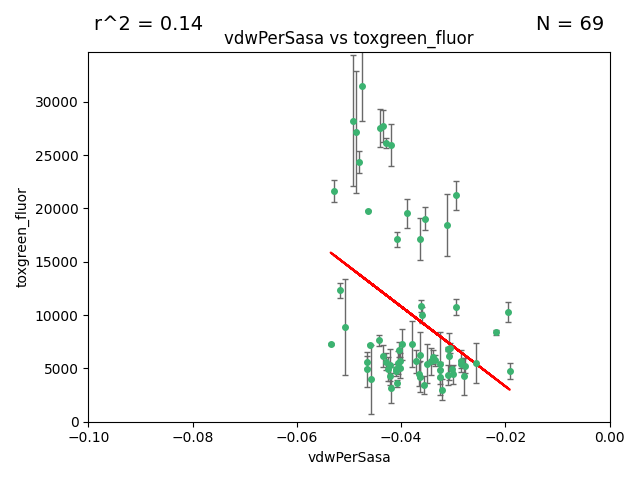 r^2 = 0.14
N = 69
vdwPerSasa vs toxgreen_fluor
30000
25000
20000
15000
10000
5000
0
toxgreen_fluor
−0.10
−0.08
−0.06
−0.04
−0.02
0.00
vdwPerSasa